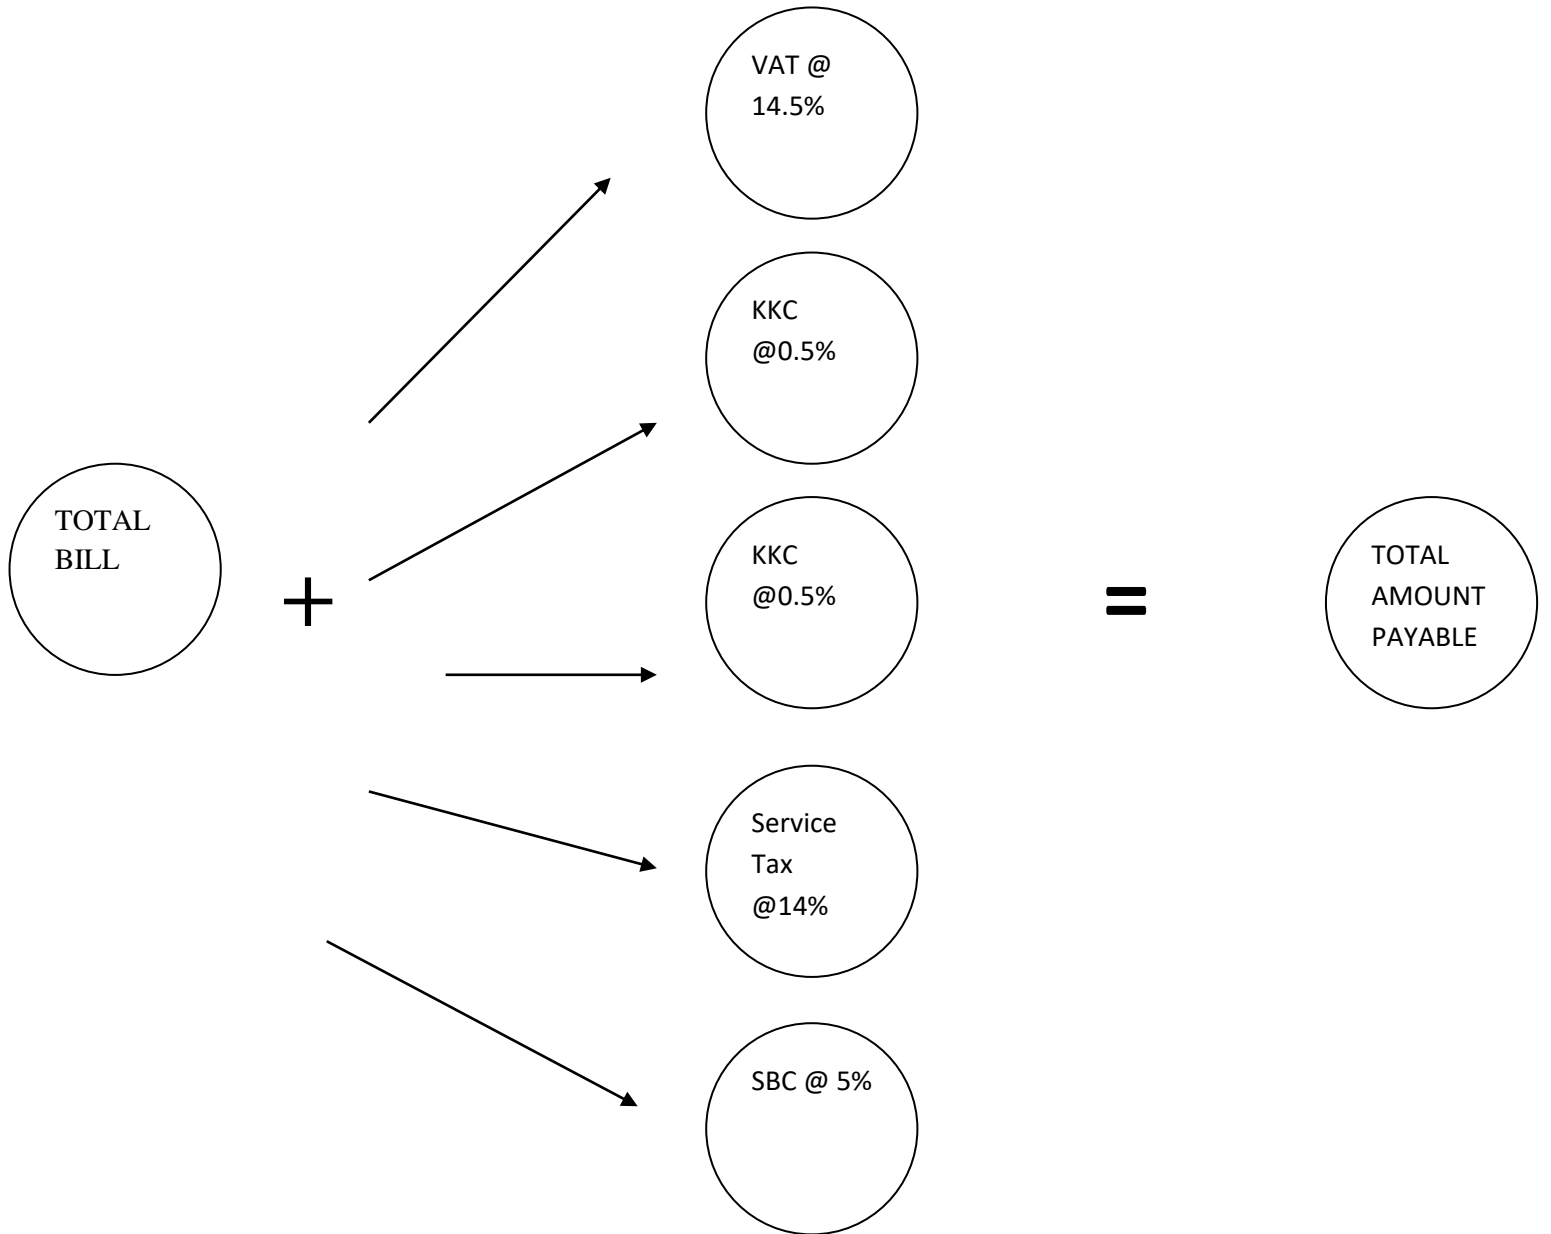 TOTAL
BILL
+
VAT @
14.5%
KKC
@0.5%
KKC
@0.5%
Service
Tax
@14%
SBC @ 5%
=
TOTAL
AMOUNT
PAYABLE